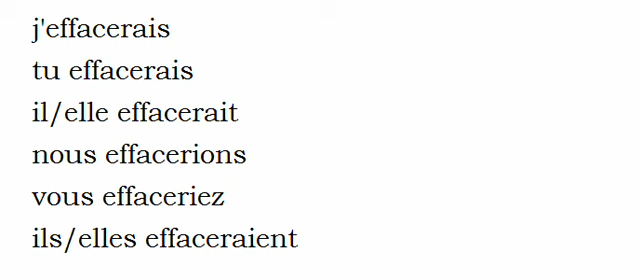 j'effacerais
tu effacerais
il/elle effacerait
nous effacerions
vous effaceriez
ils/elles effaceraient